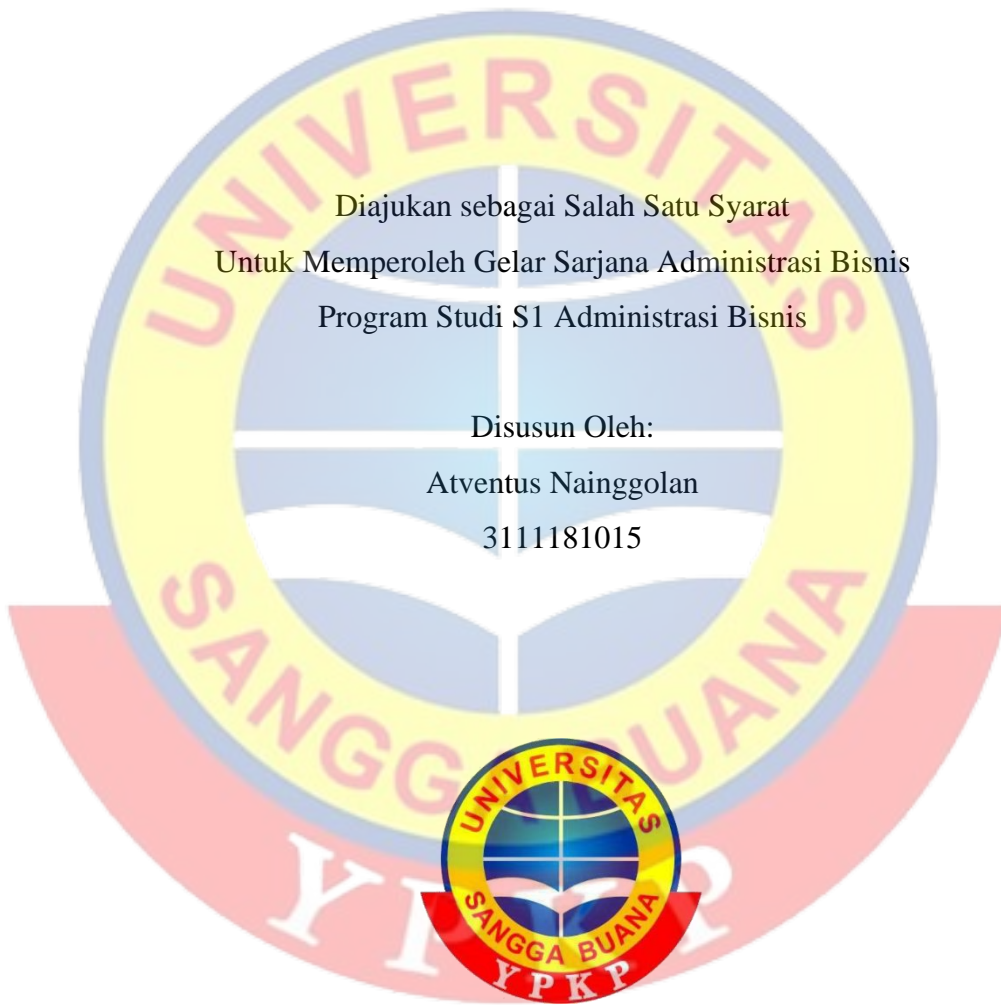 UNIVERSITAS
Diajukan sebagai Salah Satu Syarat
Untuk Memperoleh Gelar Sarjana Administrasi Bisnis
Program Studi S1 Administrasi Bisnis
Disusun Oleh:
Atventus Nainggolan
3111181015
SANGGA BUANA
YPKP
UNIVERSITAS
SANGGA BUANA
YPKP